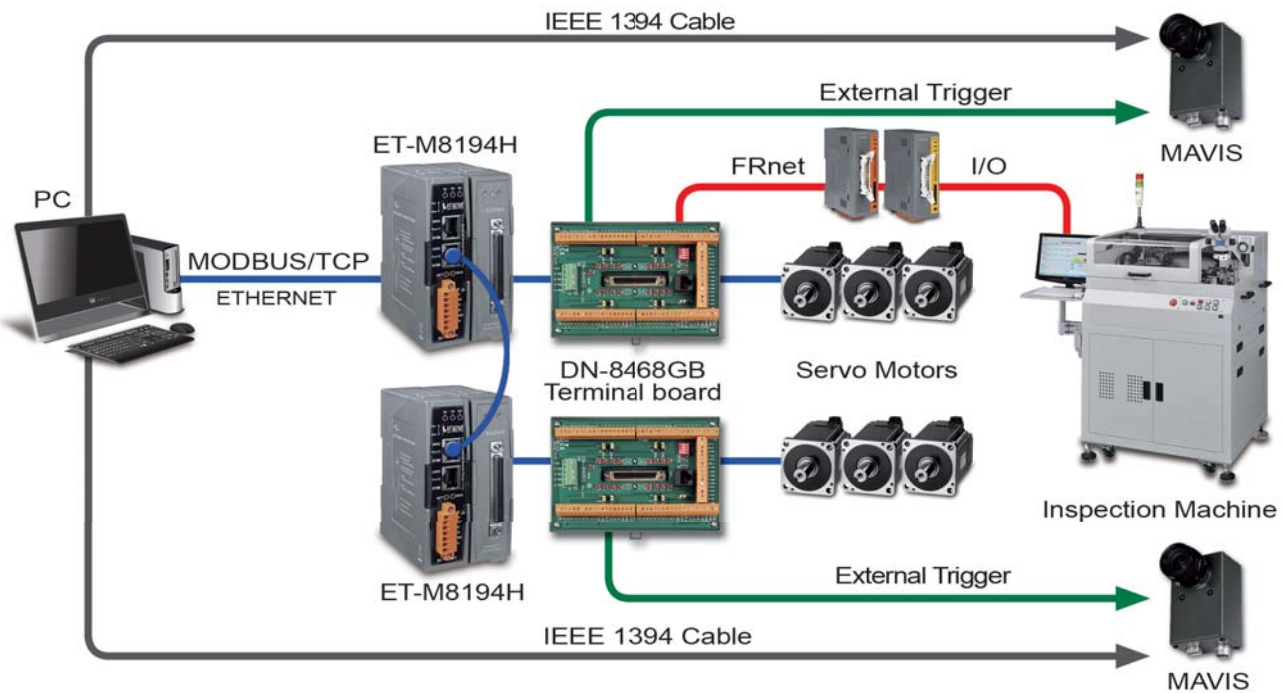 IEEE 1394 Cable
External Trigger
ET-M8194H
MAVIS
FRnet
I/O
PC
MODBUS/TCP
ETHERNET
DN-8468GB
Terminal board
Servo Motors
Inspection Machine
ET-M8194H
External Trigger
IEEE 1394 Cable
MAVIS